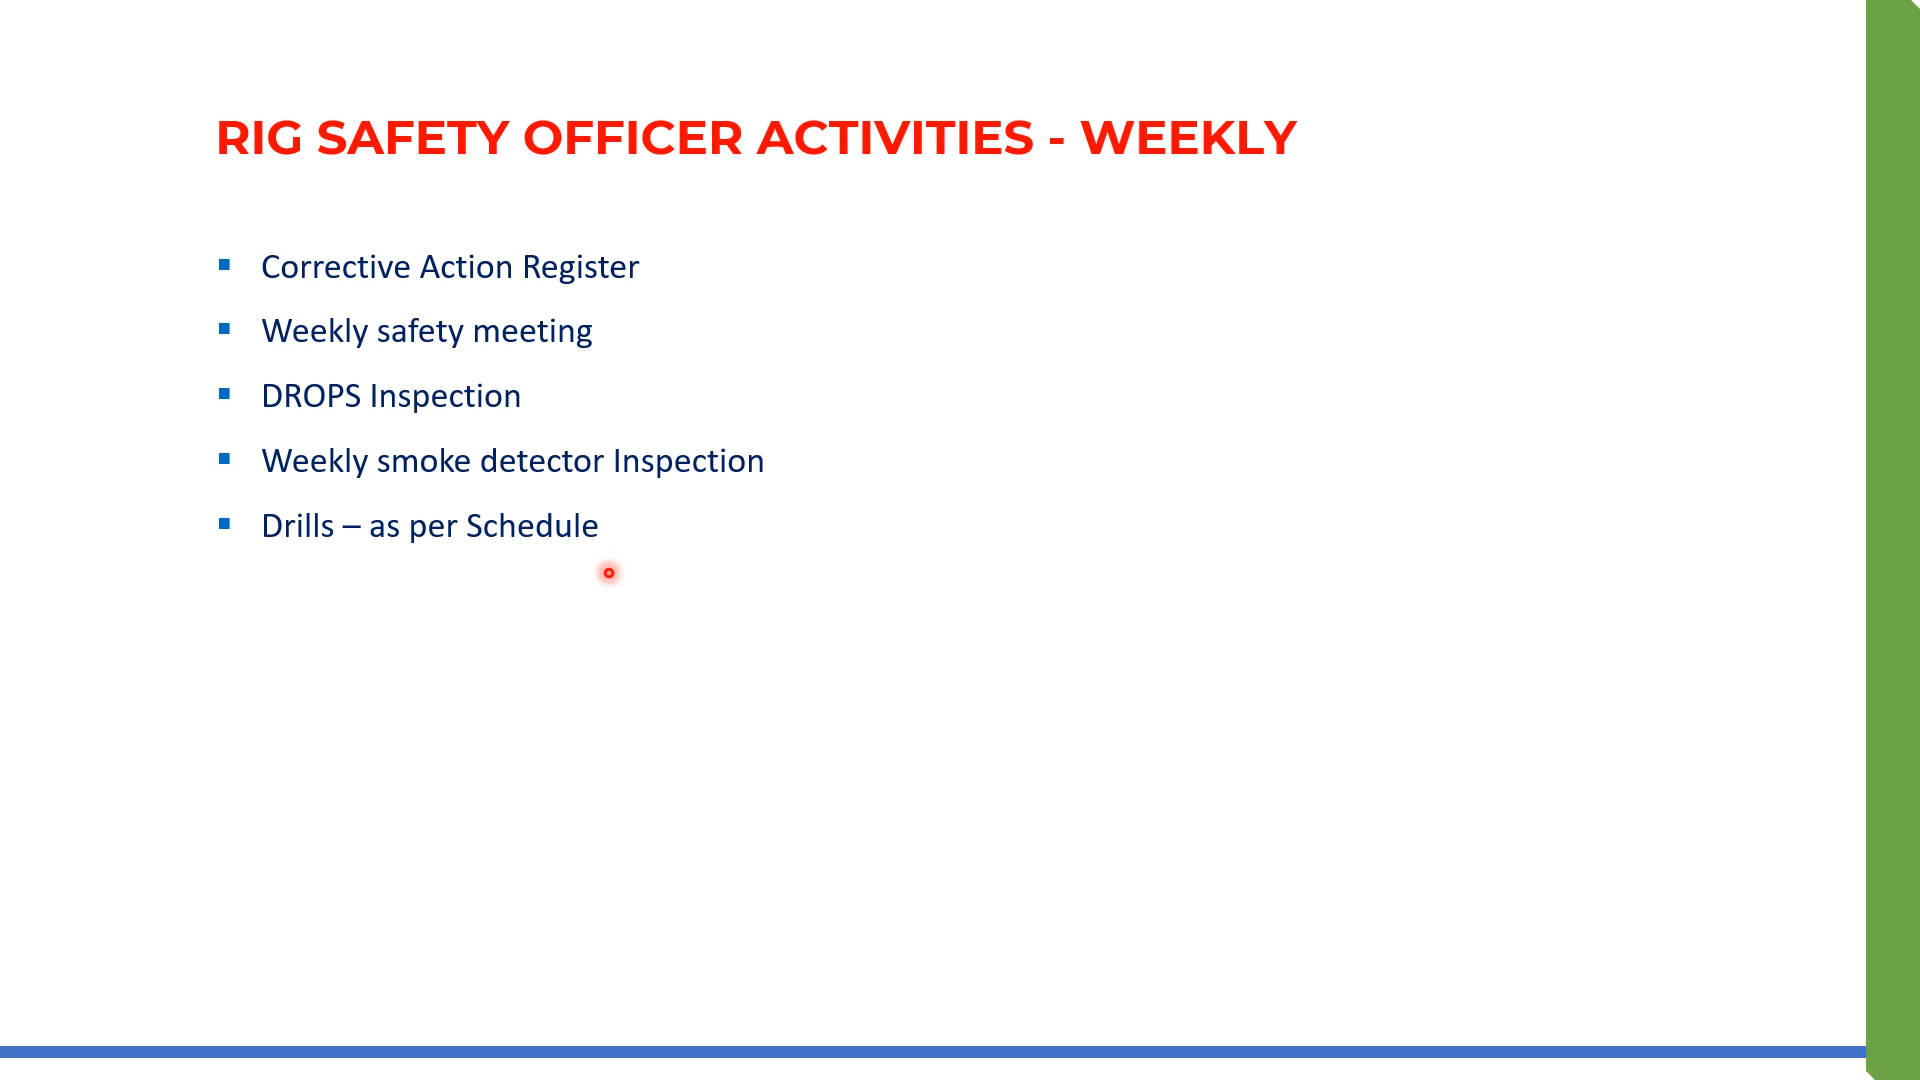 RIG SAFETY OFFICER ACTIVITIES - WEEKLY
▪ Corrective Action Register
▪ Weekly safety meeting
▪ DROPS Inspection
▪ Weekly smoke detector Inspection
▪ Drills – as per Schedule